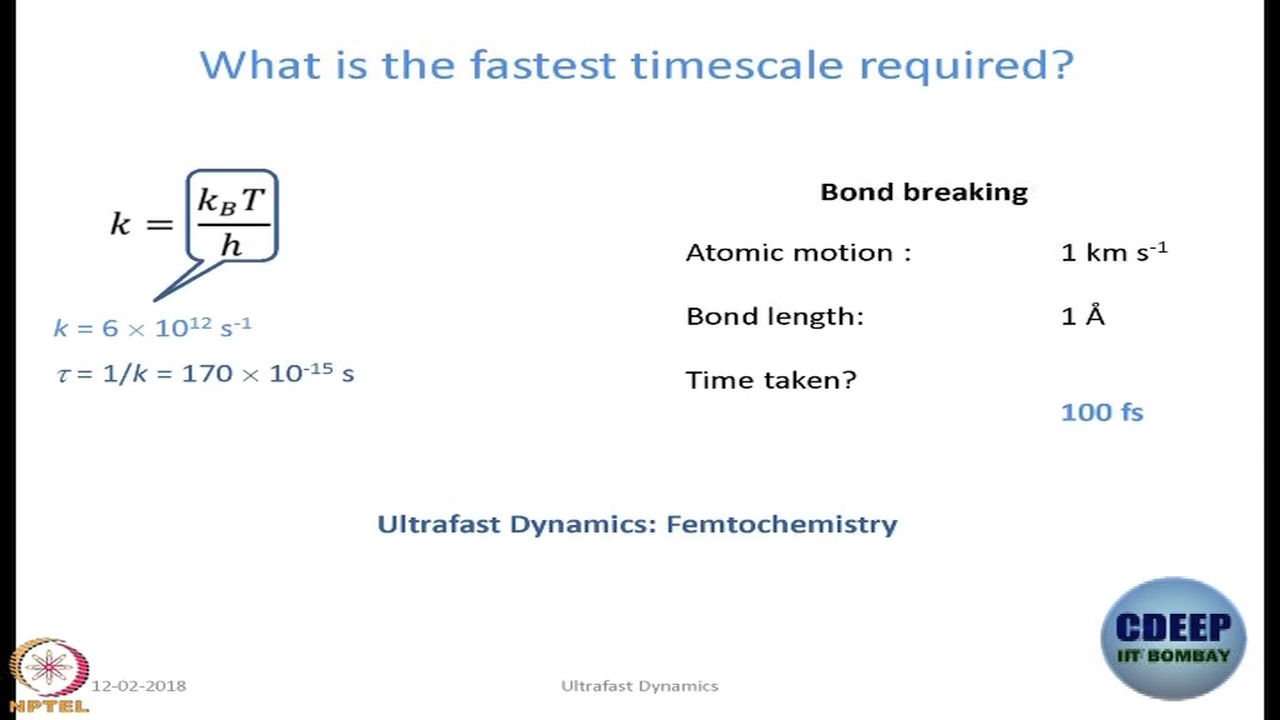 What is the fastest timescale required?
k = k_B T / h
k = 6 × 10¹² s⁻¹
τ = 1/k = 170 × 10⁻¹⁵ s
Bond breaking
Atomic motion : 1 km s⁻¹
Bond length: 1 Å
Time taken?
100 fs
Ultrafast Dynamics: Femtochemistry
CDEEP
IIT BOMBAY
NPTEL
12-02-2018
Ultrafast Dynamics